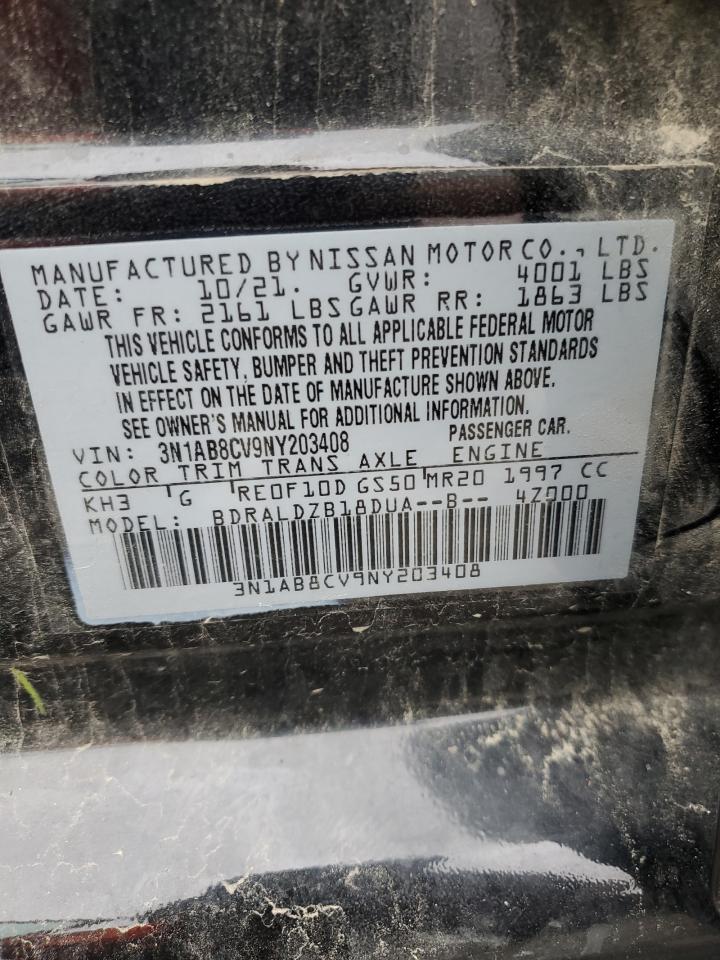 MANUFACTURED BY NISSAN MOTOR CO., LTD.
DATE: 10/21. GVWR: 4001 LBS
GAWR FR: 2161 LBS GAWR RR: 1863 LBS
THIS VEHICLE CONFORMS TO ALL APPLICABLE FEDERAL MOTOR
VEHICLE SAFETY, BUMPER AND THEFT PREVENTION STANDARDS
IN EFFECT ON THE DATE OF MANUFACTURE SHOWN ABOVE.
SEE OWNER'S MANUAL FOR ADDITIONAL INFORMATION.
VIN: 3N1AB8CV9NY203408 PASSENGER CAR.
COLOR TRIM TRANS AXLE ENGINE
KH3 G RE0F10D GS50 MR20 1997 CC
MODEL: BDRALDZB18DUA--B-- 4Z000
3N1AB8CV9NY203408